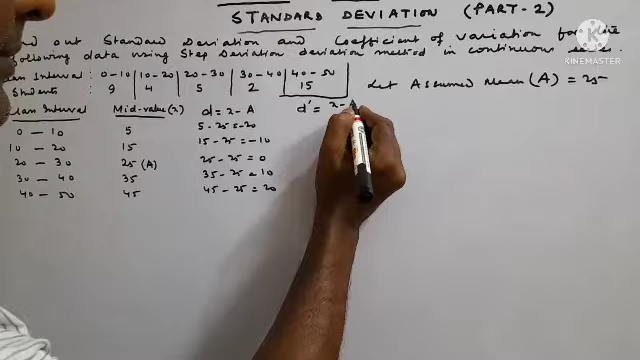 STANDARD DEVIATION (PART-2)
out Standard Deviation and Coefficient of variation for the
following data using Step Deviation deviation method in continuous
Interval : 0-10 | 10-20 | 20-30 | 30-40 | 40-50
Students : 9 4 5 2 15
Let Assumed Mean (A) = 25
Class Interval Mid-value (x) d = x - A d' = x -
0 - 10 5 5 - 25 = -20
10 - 20 15 15 - 25 = -10
20 - 30 25 (A) 25 - 25 = 0
30 - 40 35 35 - 25 = 10
40 - 50 45 45 - 25 = 20
KINEMASTER